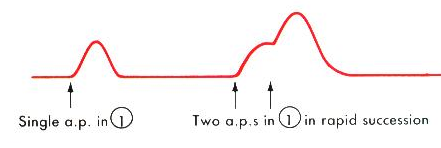 Single a.p. in 1 Two a.p.s in 1 in rapid succession